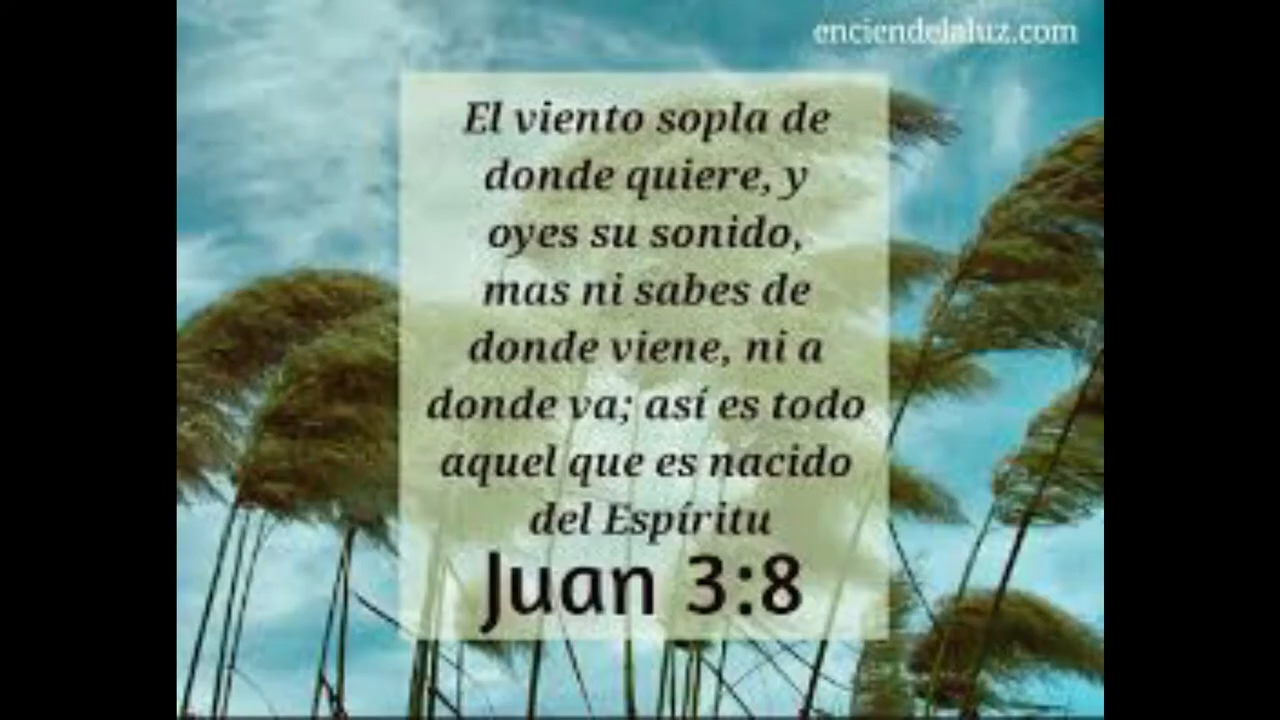 enciendelaluz.com
El viento sopla de
donde quiere, y
oyes su sonido,
mas ni sabes de
donde viene, ni a
donde va; así es todo
aquel que es nacido
del Espíritu
Juan 3:8